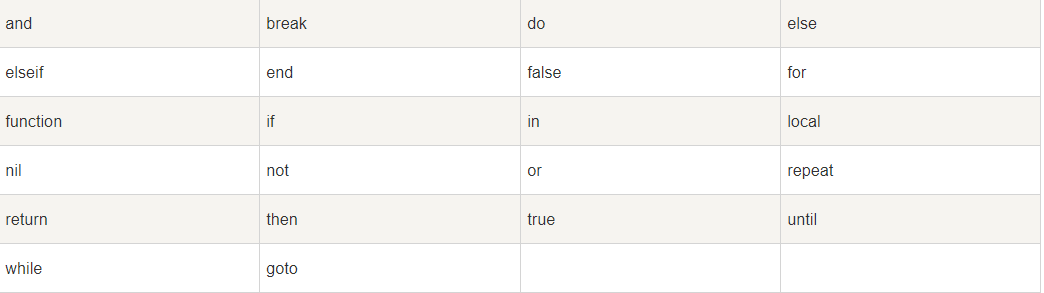 and break do else
elseif end false for
function if in local
nil not or repeat
return then true until
while goto